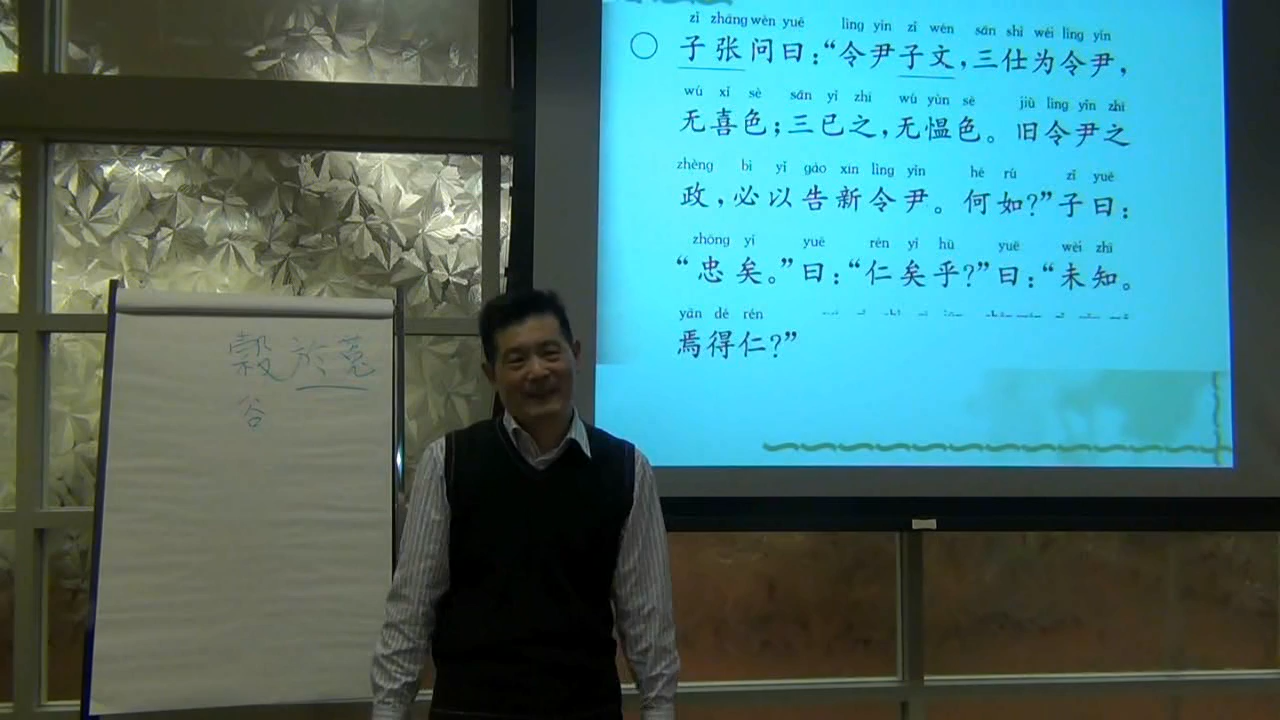 zǐ zhāng wèn yuē lìng yǐn zǐ wén sān shì wéi lìng yǐn
○ 子张问曰：“令尹子文，三仕为令尹，
wú xǐ sè sān yǐ zhī wú yùn sè jiù lìng yǐn zhī
无喜色；三已之，无愠色。旧令尹之
zhèng bì yǐ gào xīn lìng yǐn hé rú zǐ yuē
政，必以告新令尹。何如？”子曰：
zhōng yǐ yuē rén yǐ hū yuē wèi zhī
“忠矣。”曰：“仁矣乎？”曰：“未知。
yān dé rén
焉得仁？”
榖於菟
谷